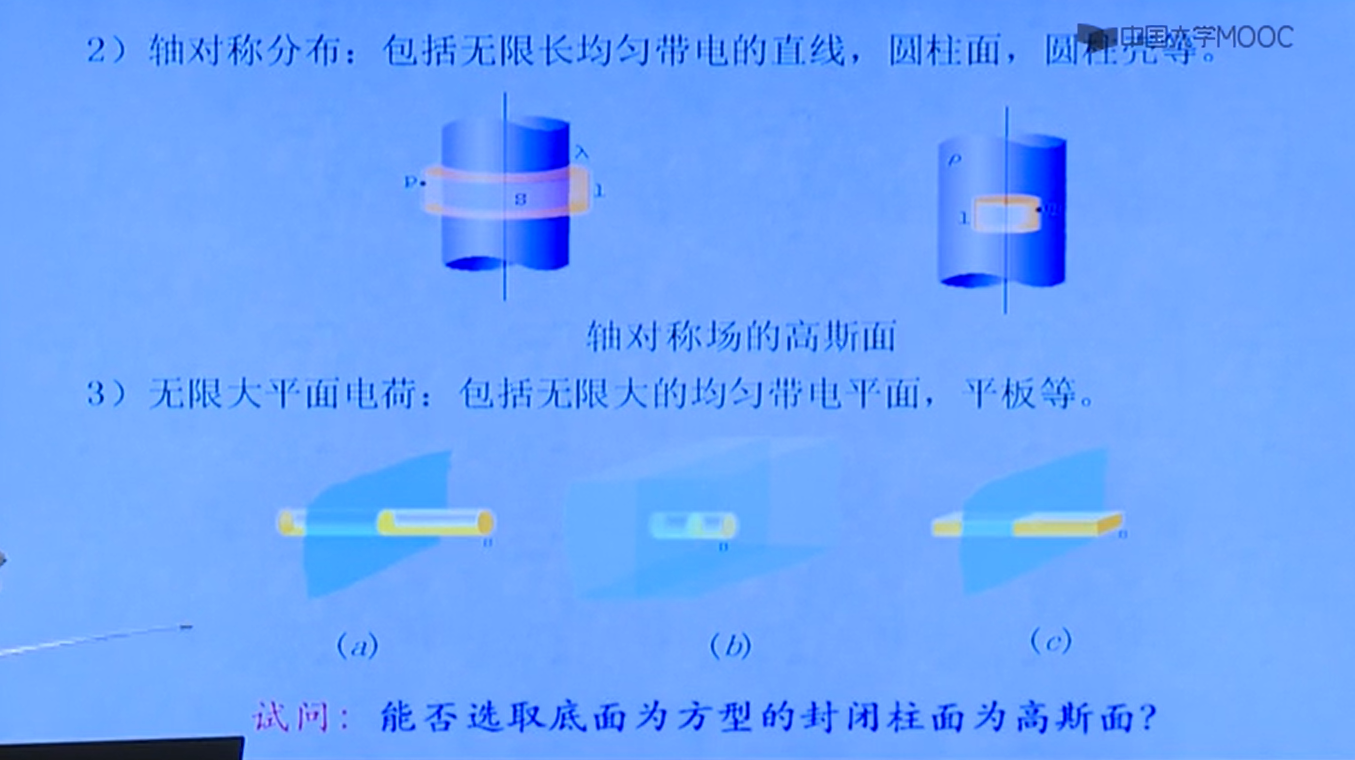 中国大学MOOC
2）轴对称分布：包括无限长均匀带电的直线，圆柱面，圆柱壳等。
λ
ρ
P
l
S
l
轴对称场的高斯面
3）无限大平面电荷：包括无限大的均匀带电平面，平板等。
(a) (b) (c)
试问：能否选取底面为方型的封闭柱面为高斯面？